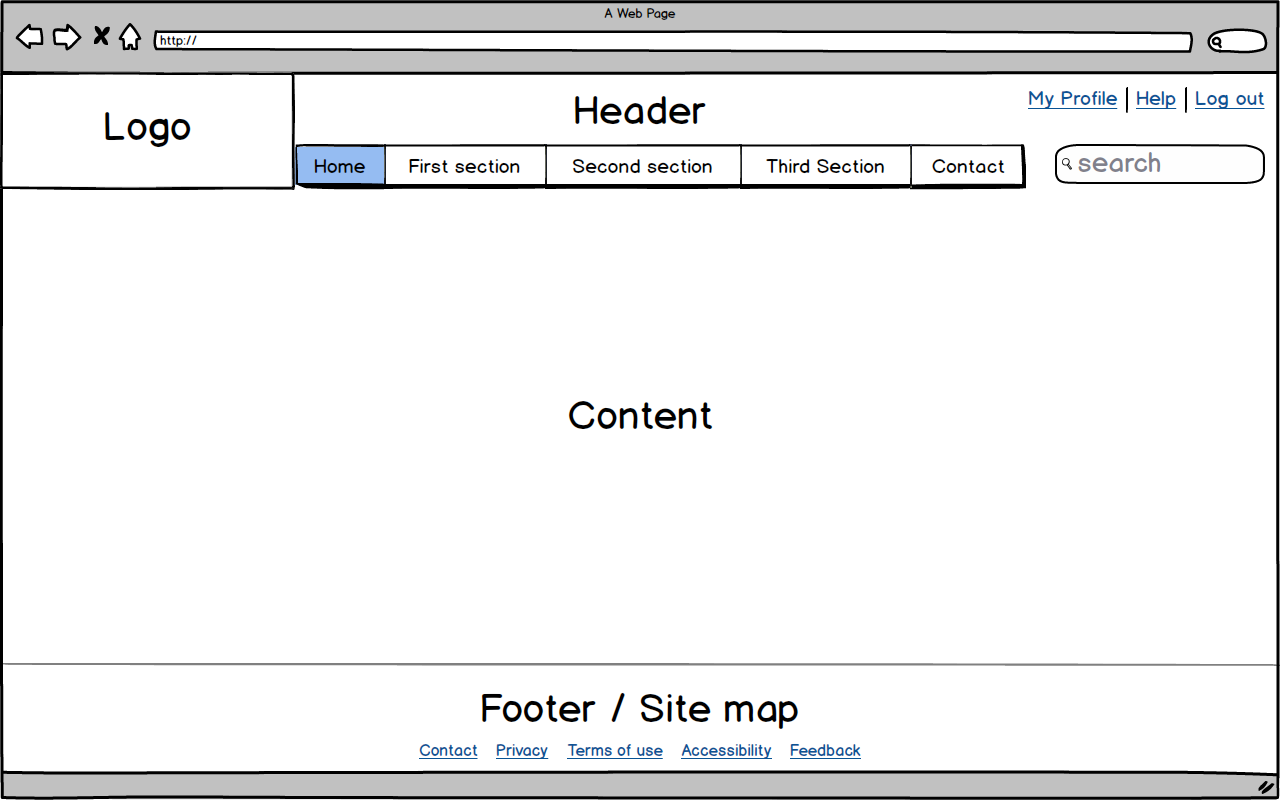 A Web Page
http://
Logo
Header
My Profile | Help | Log out
Home First section Second section Third Section Contact
search
Content
Footer / Site map
Contact Privacy Terms of use Accessibility Feedback